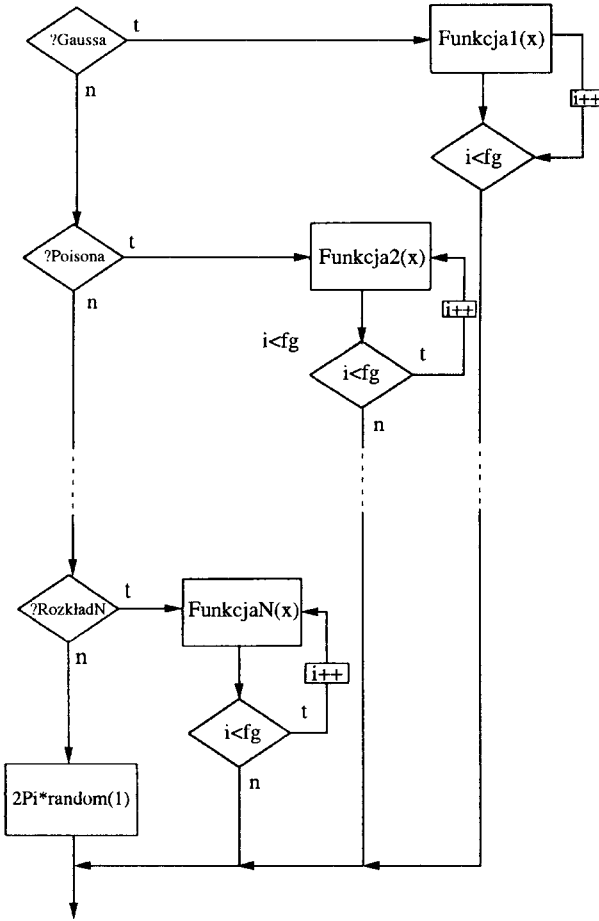 ?Gaussa
t
Funkcja1(x)
n
i++
i<fg
?Poisona
t
Funkcja2(x)
n
i++
i<fg
i<fg
t
n
?RozkładN
t
FunkcjaN(x)
n
i++
i<fg
t
n
2Pi*random(1)